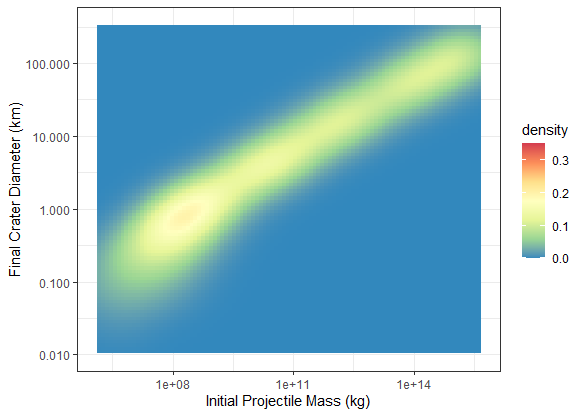 100.000
10.000
1.000
0.100
0.010
Final Crater Diameter (km)
1e+08
1e+11
1e+14
Initial Projectile Mass (kg)
density
0.3
0.2
0.1
0.0